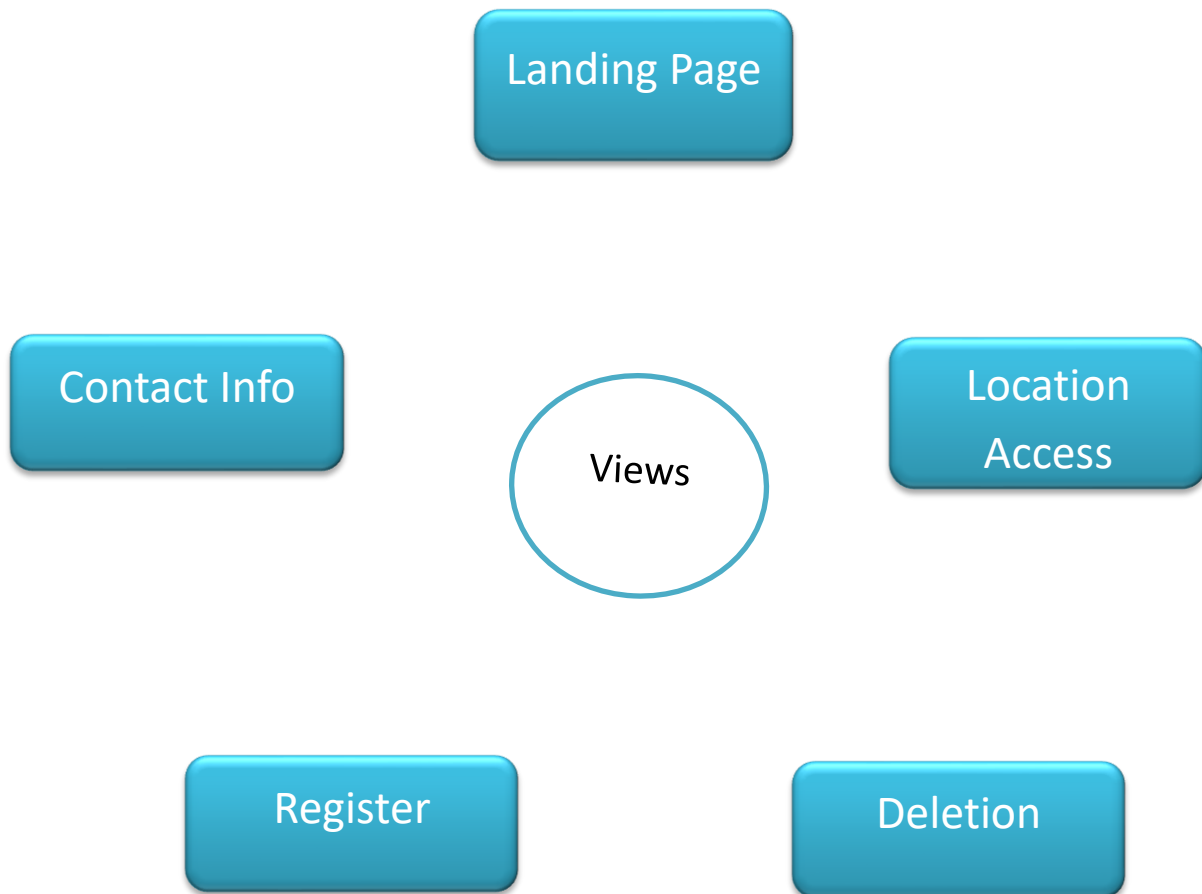 Landing Page
Contact Info
Location
Access
Views
Register
Deletion